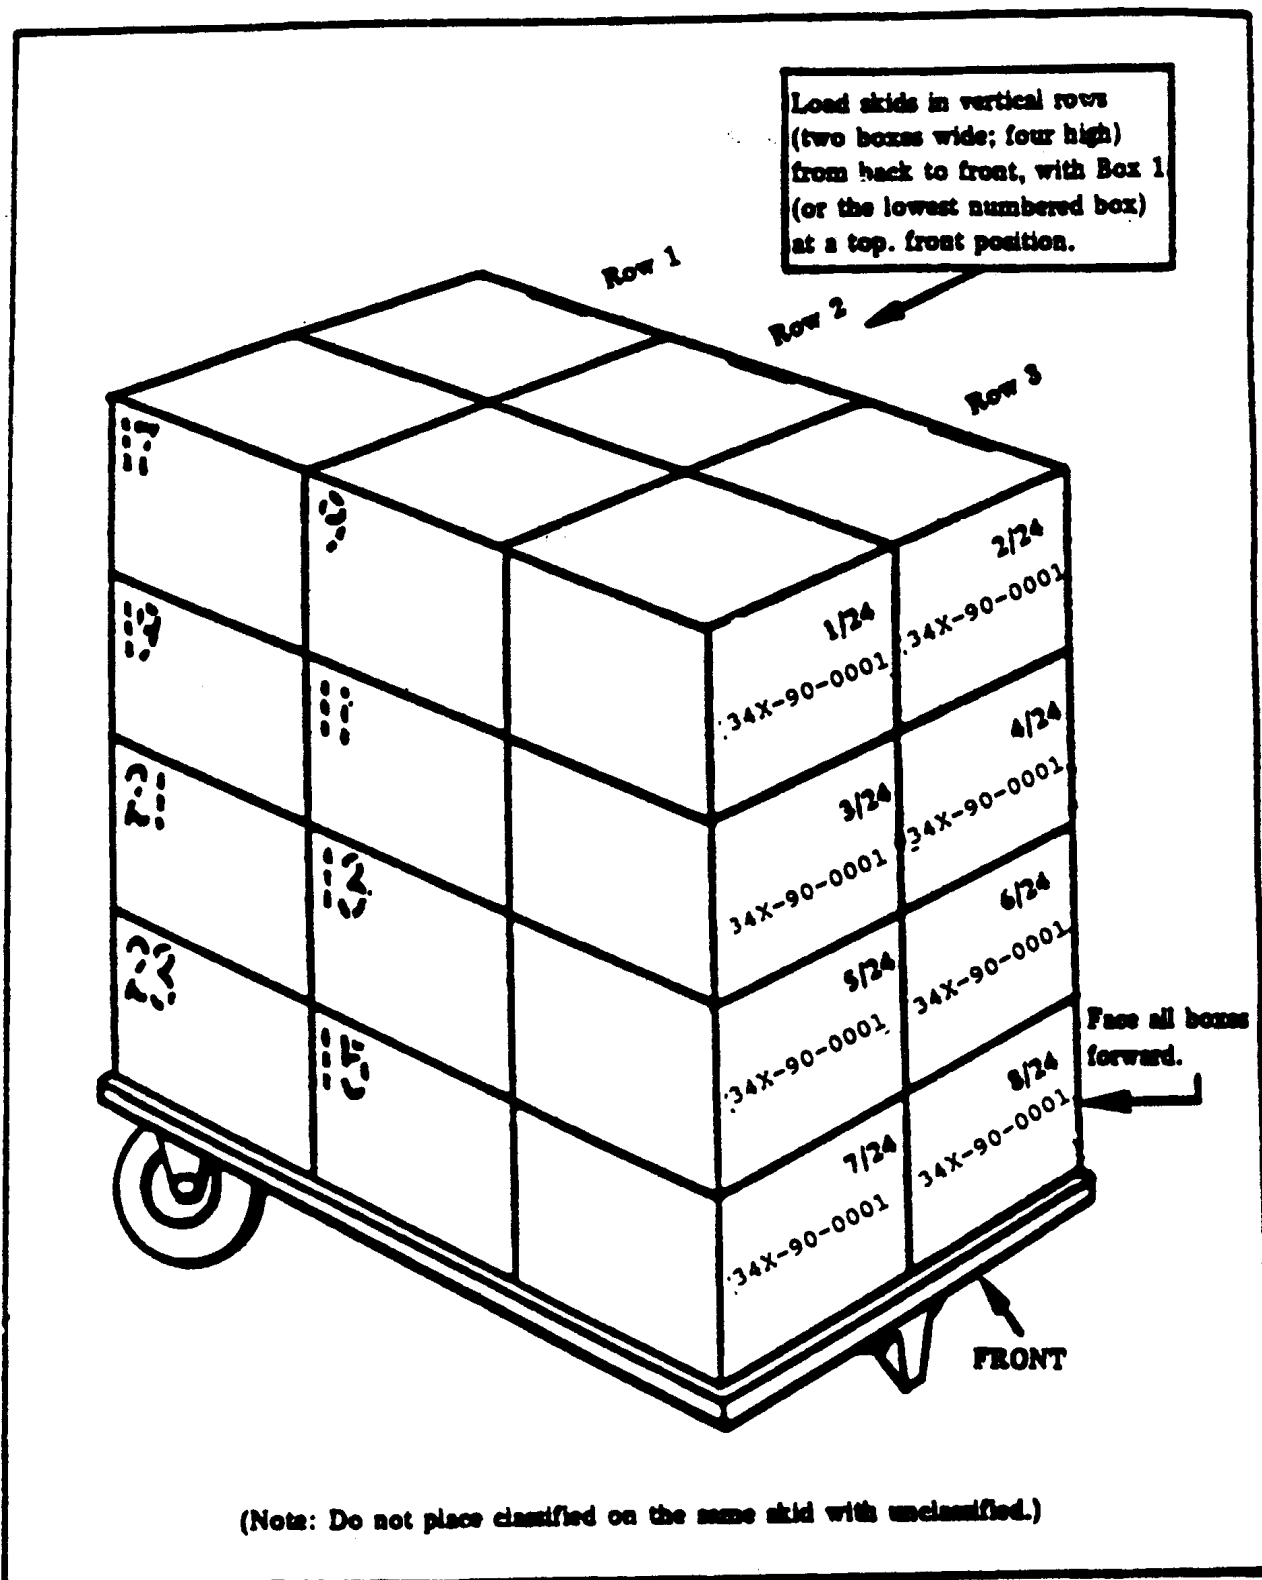 Load skids in vertical rows
(two boxes wide; four high)
from back to front, with Box 1
(or the lowest numbered box)
at a top. front position.
Row 1
Row 2
Row 3
17
9
19
11
21
13
23
15
1/24
34X-90-0001
2/24
34X-90-0001
3/24
34X-90-0001
4/24
34X-90-0001
5/24
34X-90-0001
6/24
34X-90-0001
7/24
34X-90-0001
8/24
34X-90-0001
Face all boxes
forward.
FRONT
(Note: Do not place classified on the same skid with unclassified.)